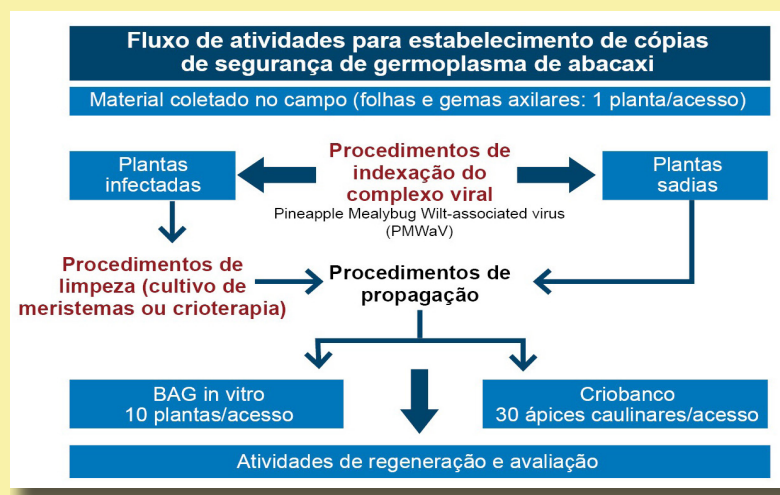 Fluxo de atividades para estabelecimento de cópias
de segurança de germoplasma de abacaxi
Material coletado no campo (folhas e gemas axilares: 1 planta/acesso)
Plantas
infectadas
Procedimentos de
indexação do
complexo viral
Pineapple Mealybug Wilt-associated virus
(PMWaV)
Plantas
sadias
Procedimentos de
limpeza (cultivo de
meristemas ou crioterapia)
Procedimentos de
propagação
BAG in vitro
10 plantas/acesso
Criobanco
30 ápices caulinares/acesso
Atividades de regeneração e avaliação